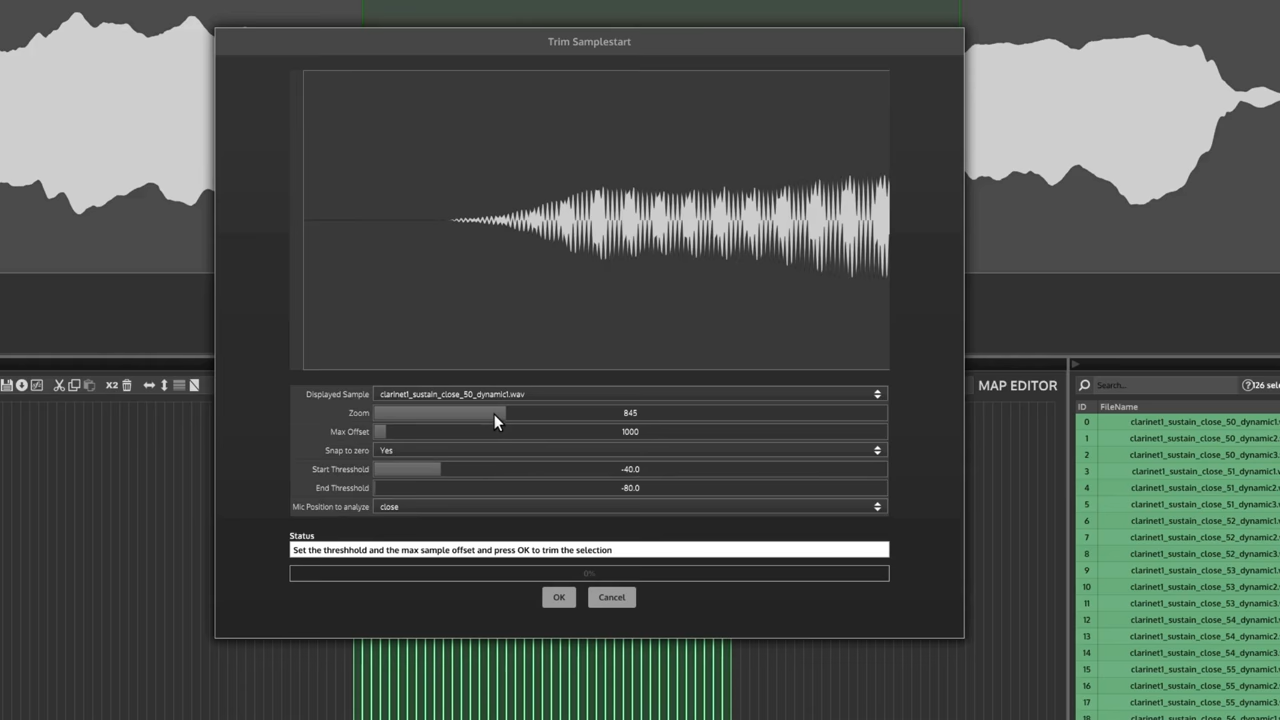 Trim Samplestart
Displayed Sample clarinet1_sustain_close_50_dynamic1.wav
Zoom 845
Max Offset 1000
Snap to zero Yes
Start Threshold -40.0
End Threshold -80.0
Mic Position to analyze close
Status
Set the threshhold and the max sample offset and press OK to trim the selection
0%
OK Cancel
X2 MAP EDITOR Search... 126 selec
ID FileName
0 clarinet1_sustain_close_50_dynamic1.
1 clarinet1_sustain_close_50_dynamic2.
2 clarinet1_sustain_close_50_dynamic3.
3 clarinet1_sustain_close_51_dynamic1.w
4 clarinet1_sustain_close_51_dynamic2.
5 clarinet1_sustain_close_51_dynamic3.
6 clarinet1_sustain_close_52_dynamic1.
7 clarinet1_sustain_close_52_dynamic2.
8 clarinet1_sustain_close_52_dynamic3.
9 clarinet1_sustain_close_53_dynamic1.
10 clarinet1_sustain_close_53_dynamic2.
11 clarinet1_sustain_close_53_dynamic3.
12 clarinet1_sustain_close_54_dynamic1.
13 clarinet1_sustain_close_54_dynamic2.
14 clarinet1_sustain_close_54_dynamic3.
15 clarinet1_sustain_close_55_dynamic1.
16 clarinet1_sustain_close_55_dynamic2.
17 clarinet1_sustain_close_55_dynamic3.